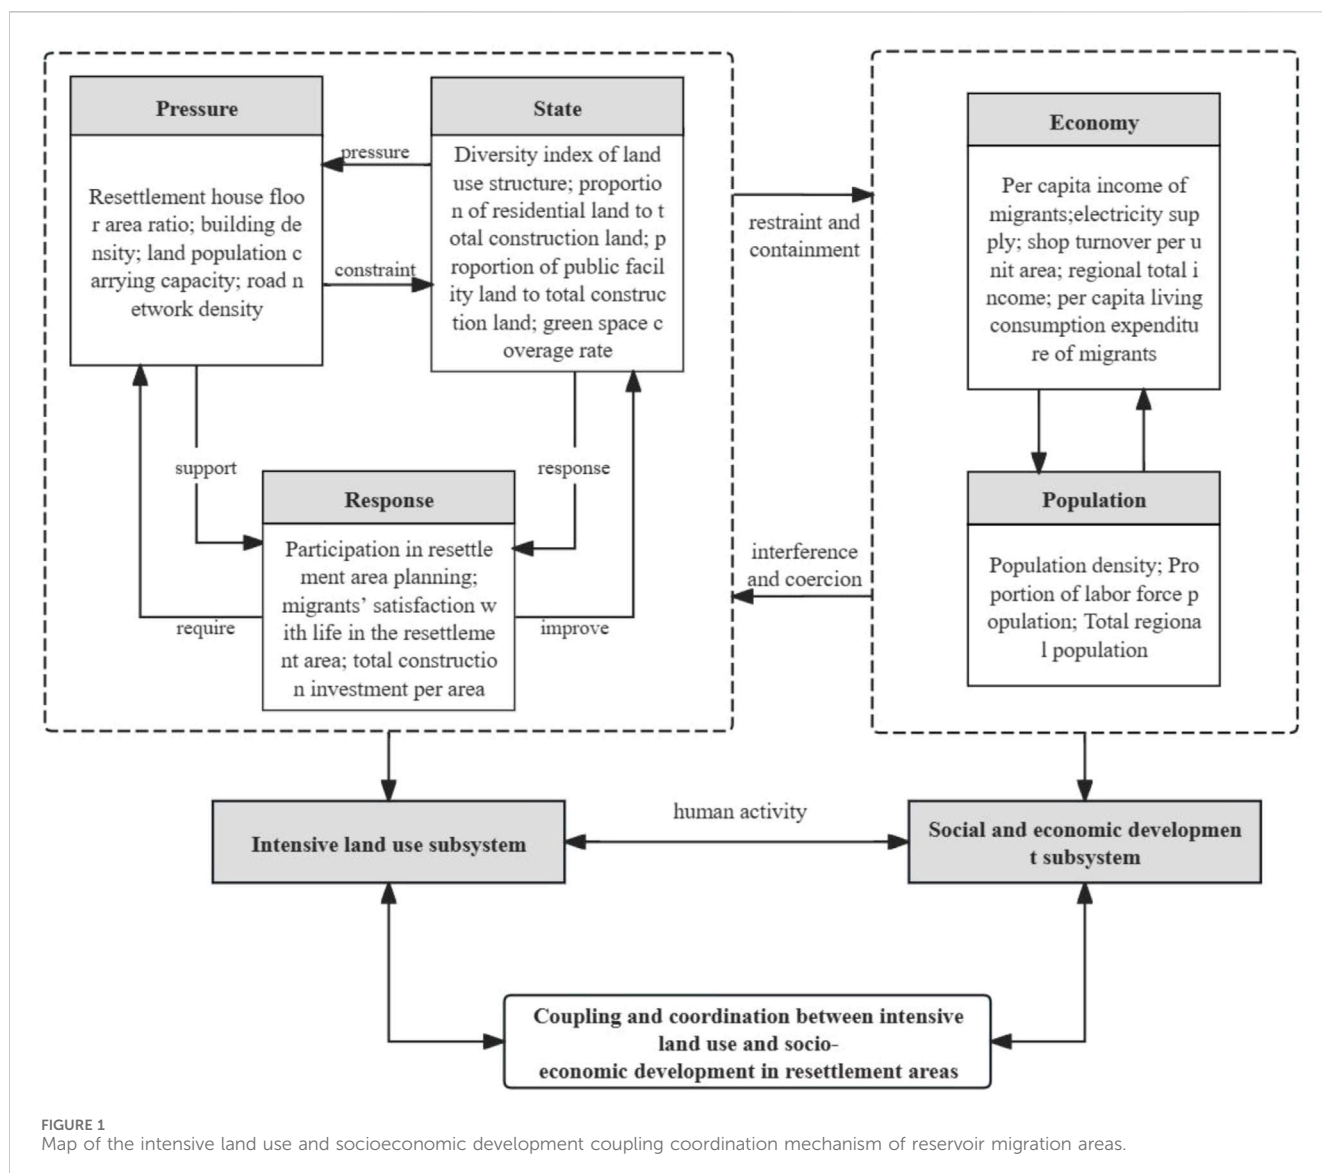 Pressure
Resettlement house floo
r area ratio; building de
nsity; land population c
arrying capacity; road n
etwork density
pressure
constraint
State
Diversity index of land
use structure; proportio
n of residential land to t
otal construction land; p
roportion of public facil
ity land to total construc
tion land; green space c
overage rate
support
response
Response
Participation in resettle
ment area planning;
migrants' satisfaction w
ith life in the resettleme
nt area; total constructio
n investment per area
require
improve
restraint and
containment
interference
and coercion
Economy
Per capita income of
migrants;electricity sup
ply; shop turnover per u
nit area; regional total i
ncome; per capita living
consumption expenditu
re of migrants
Population
Population density; Pro
portion of labor force p
opulation; Total regiona
l population
Intensive land use subsystem
human activity
Social and economic developmen
t subsystem
Coupling and coordination between intensive
land use and socio-
economic development in resettlement areas
FIGURE 1
Map of the intensive land use and socioeconomic development coupling coordination mechanism of reservoir migration areas.